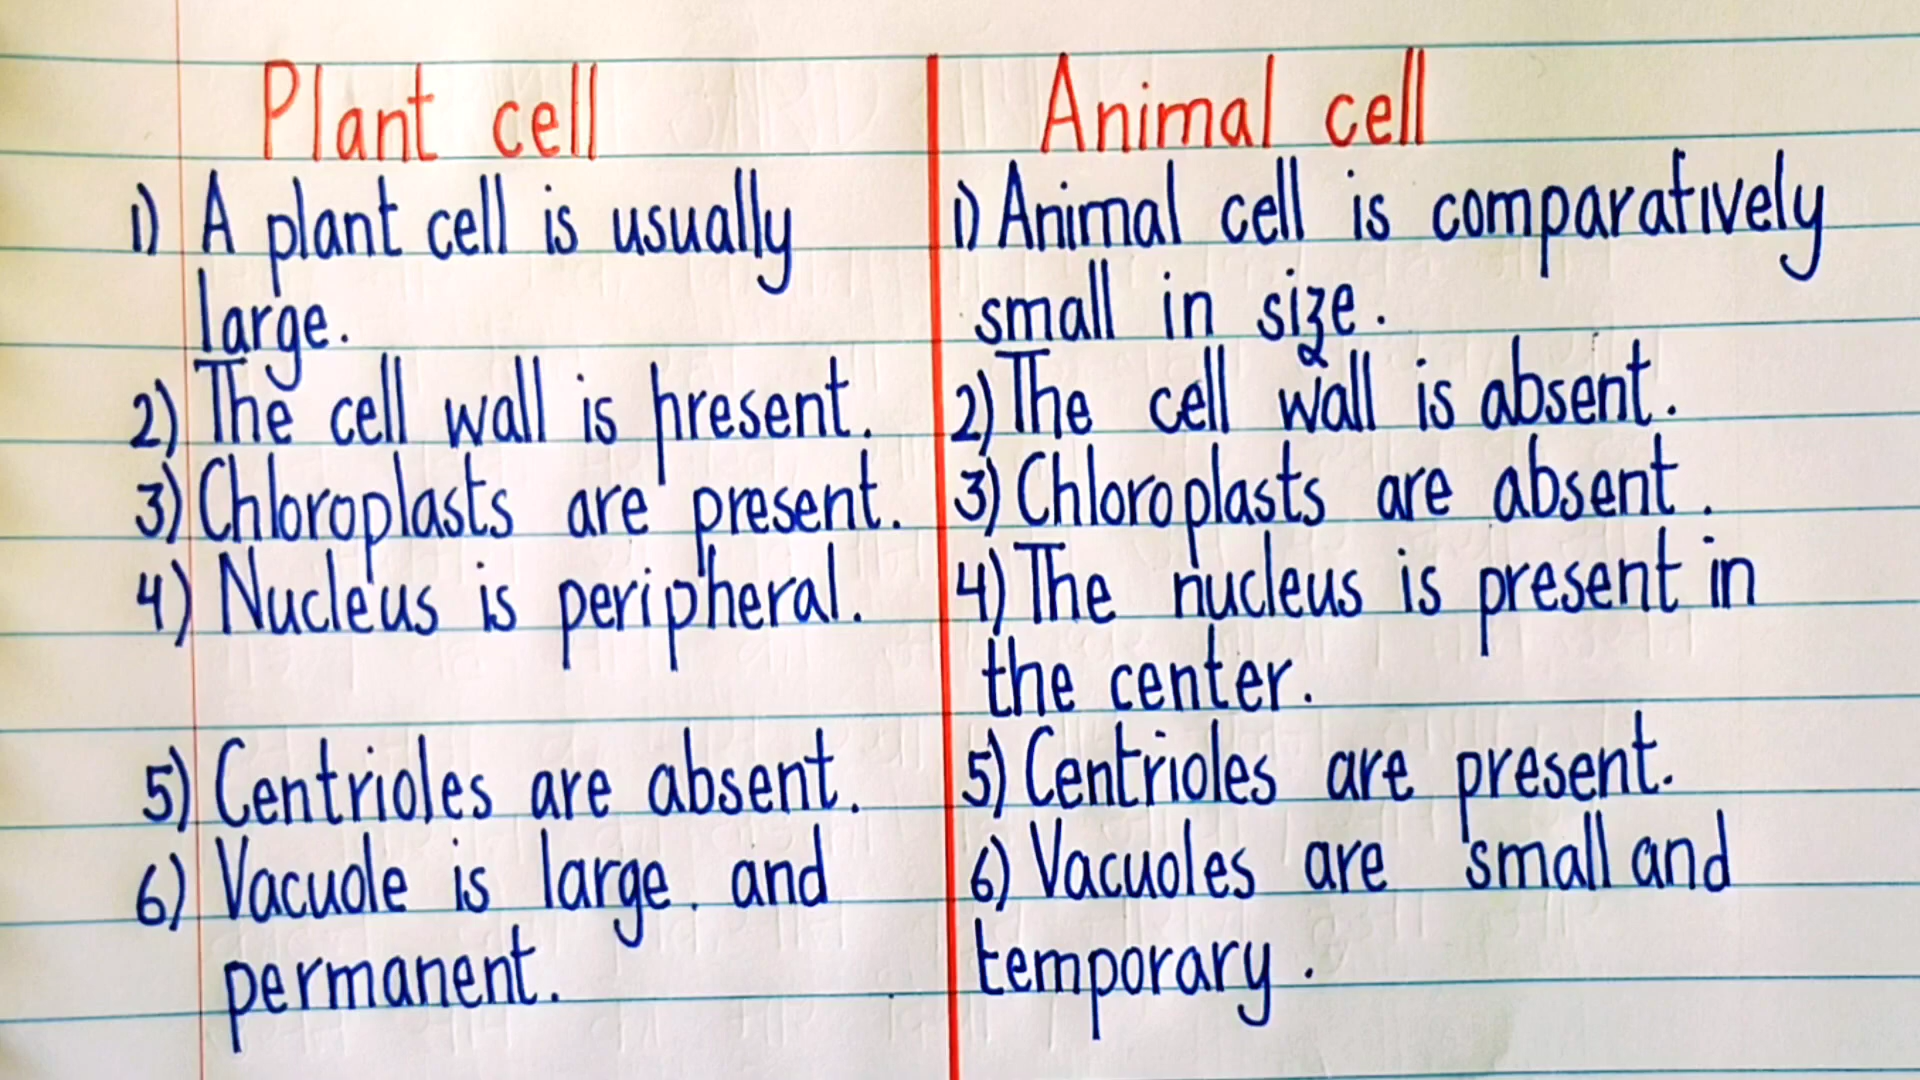 Plant cell
1) A plant cell is usually
large.
2) The cell wall is present.
3) Chloroplasts are present.
4) Nucleus is peripheral.
5) Centrioles are absent.
6) Vacuole is large and
permanent.
Animal cell
1) Animal cell is comparatively
small in size.
2) The cell wall is absent.
3) Chloroplasts are absent.
4) The nucleus is present in
the center.
5) Centrioles are present.
6) Vacuoles are small and
temporary.